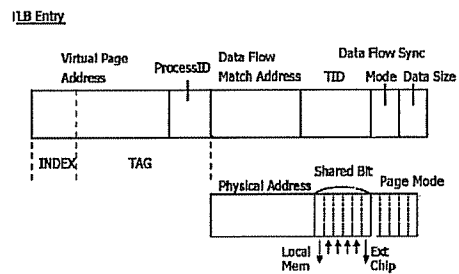 TLB Entry
Virtual Page Address
ProcessID
Data Flow Match Address
TID
Data Flow Sync
Mode
Data Size
INDEX
TAG
Physical Address
Shared Bit
Page Mode
Local Mem
Ext Chip